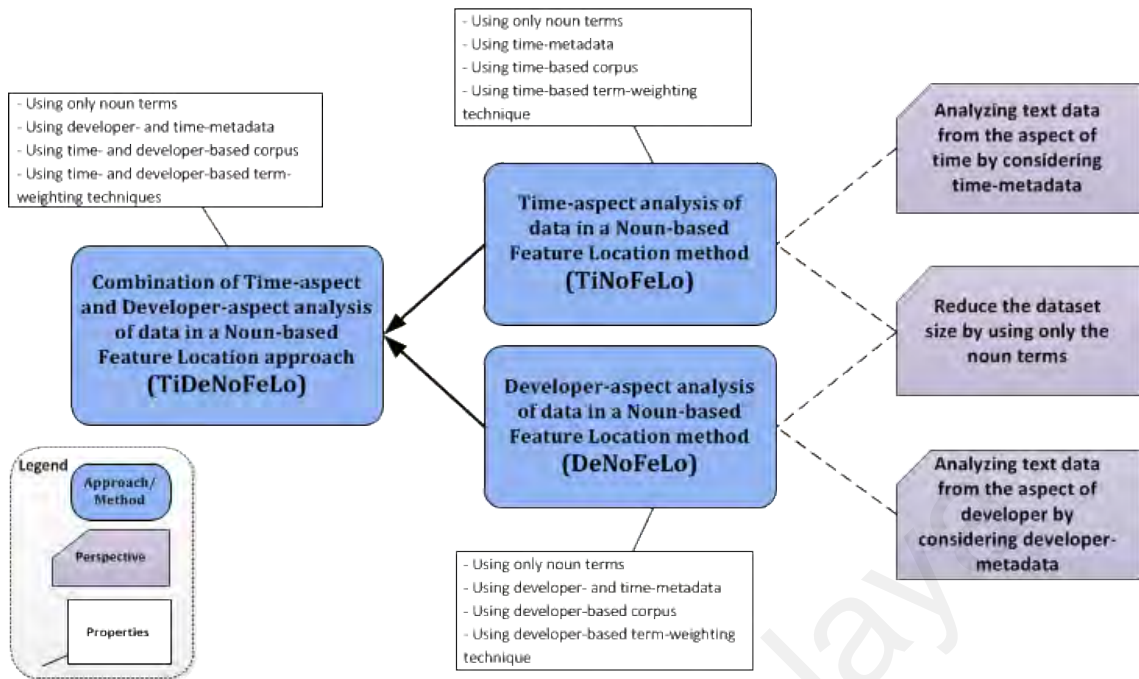 - Using only noun terms
- Using developer- and time-metadata
- Using time- and developer-based corpus
- Using time- and developer-based term-
weighting techniques
Combination of Time-aspect
and Developer-aspect analysis
of data in a Noun-based
Feature Location approach
(TiDeNoFeLo)
- Using only noun terms
- Using time-metadata
- Using time-based corpus
- Using time-based term-weighting
technique
Time-aspect analysis of
data in a Noun-based
Feature Location method
(TiNoFeLo)
Developer-aspect analysis
of data in a Noun-based
Feature Location method
(DeNoFeLo)
- Using only noun terms
- Using developer- and time-metadata
- Using developer-based corpus
- Using developer-based term-weighting
technique
Analyzing text data
from the aspect of
time by considering
time-metadata
Reduce the dataset
size by using only the
noun terms
Analyzing text data
from the aspect of
developer by
considering developer-
metadata
Legend
Approach/
Method
Perspective
Properties